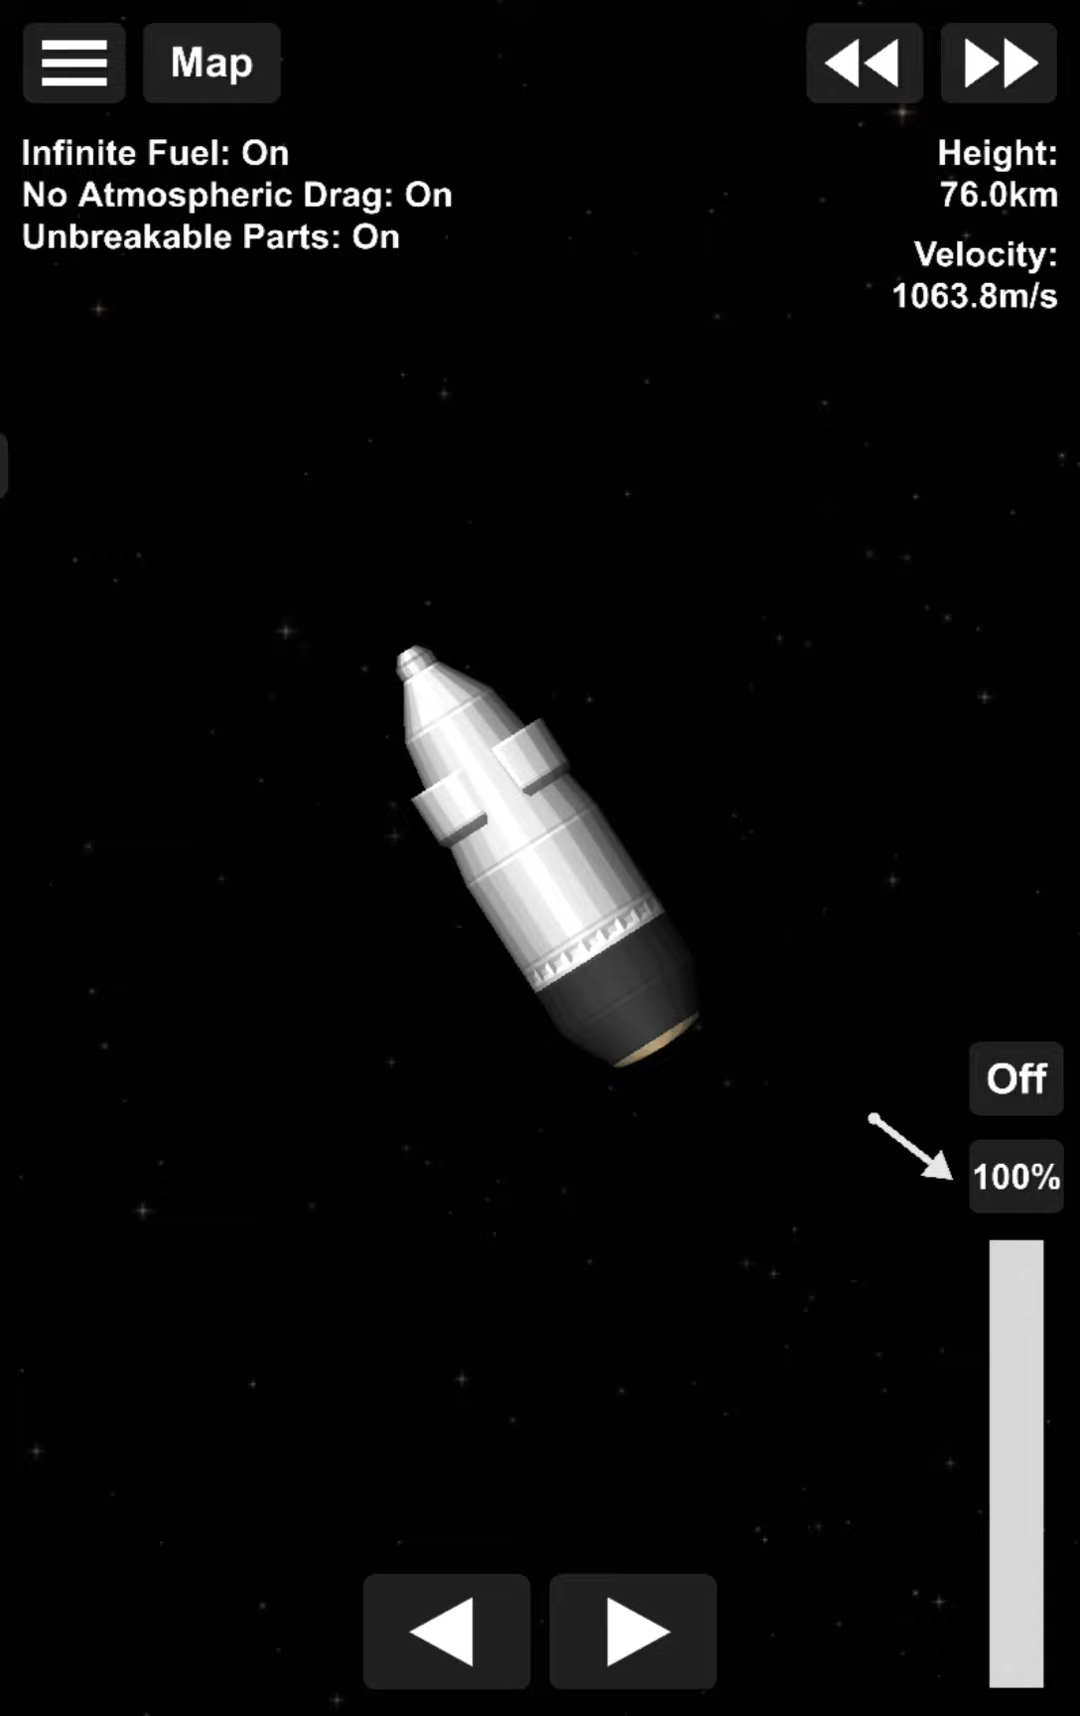 Map
Infinite Fuel: On
No Atmospheric Drag: On
Unbreakable Parts: On
Height:
76.0km
Velocity:
1063.8m/s
Off
100%